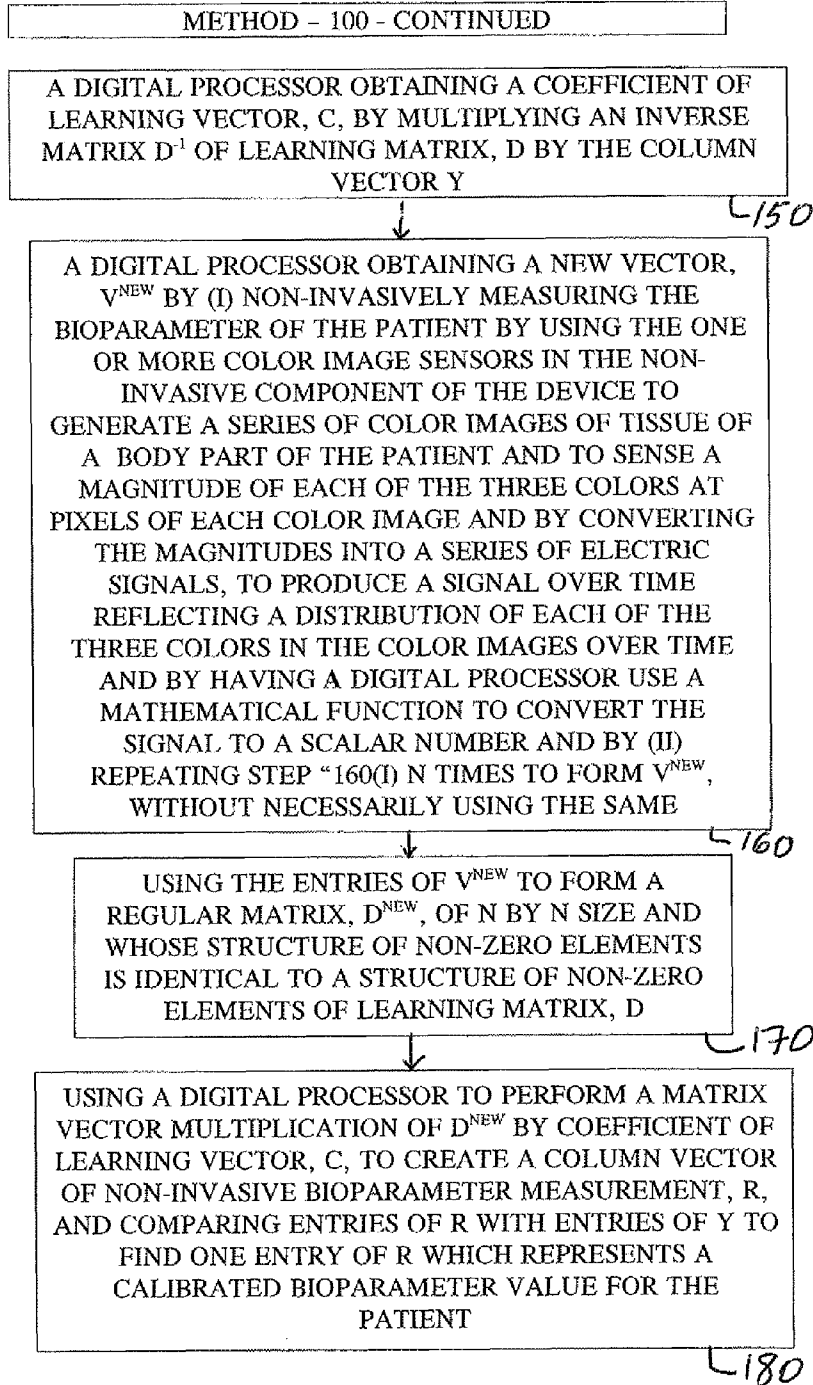 METHOD – 100 - CONTINUED
A DIGITAL PROCESSOR OBTAINING A COEFFICIENT OF
LEARNING VECTOR, C, BY MULTIPLYING AN INVERSE
MATRIX D-1 OF LEARNING MATRIX, D BY THE COLUMN
VECTOR Y
150
A DIGITAL PROCESSOR OBTAINING A NEW VECTOR,
VNEW BY (I) NON-INVASIVELY MEASURING THE
BIOPARAMETER OF THE PATIENT BY USING THE ONE
OR MORE COLOR IMAGE SENSORS IN THE NON-
INVASIVE COMPONENT OF THE DEVICE TO
GENERATE A SERIES OF COLOR IMAGES OF TISSUE OF
A BODY PART OF THE PATIENT AND TO SENSE A
MAGNITUDE OF EACH OF THE THREE COLORS AT
PIXELS OF EACH COLOR IMAGE AND BY CONVERTING
THE MAGNITUDES INTO A SERIES OF ELECTRIC
SIGNALS, TO PRODUCE A SIGNAL OVER TIME
REFLECTING A DISTRIBUTION OF EACH OF THE
THREE COLORS IN THE COLOR IMAGES OVER TIME
AND BY HAVING A DIGITAL PROCESSOR USE A
MATHEMATICAL FUNCTION TO CONVERT THE
SIGNAL TO A SCALAR NUMBER AND BY (II)
REPEATING STEP “160(I) N TIMES TO FORM VNEW,
WITHOUT NECESSARILY USING THE SAME
160
USING THE ENTRIES OF VNEW TO FORM A
REGULAR MATRIX, DNEW, OF N BY N SIZE AND
WHOSE STRUCTURE OF NON-ZERO ELEMENTS
IS IDENTICAL TO A STRUCTURE OF NON-ZERO
ELEMENTS OF LEARNING MATRIX, D
170
USING A DIGITAL PROCESSOR TO PERFORM A MATRIX
VECTOR MULTIPLICATION OF DNEW BY COEFFICIENT OF
LEARNING VECTOR, C, TO CREATE A COLUMN VECTOR
OF NON-INVASIVE BIOPARAMETER MEASUREMENT, R,
AND COMPARING ENTRIES OF R WITH ENTRIES OF Y TO
FIND ONE ENTRY OF R WHICH REPRESENTS A
CALIBRATED BIOPARAMETER VALUE FOR THE
PATIENT
180